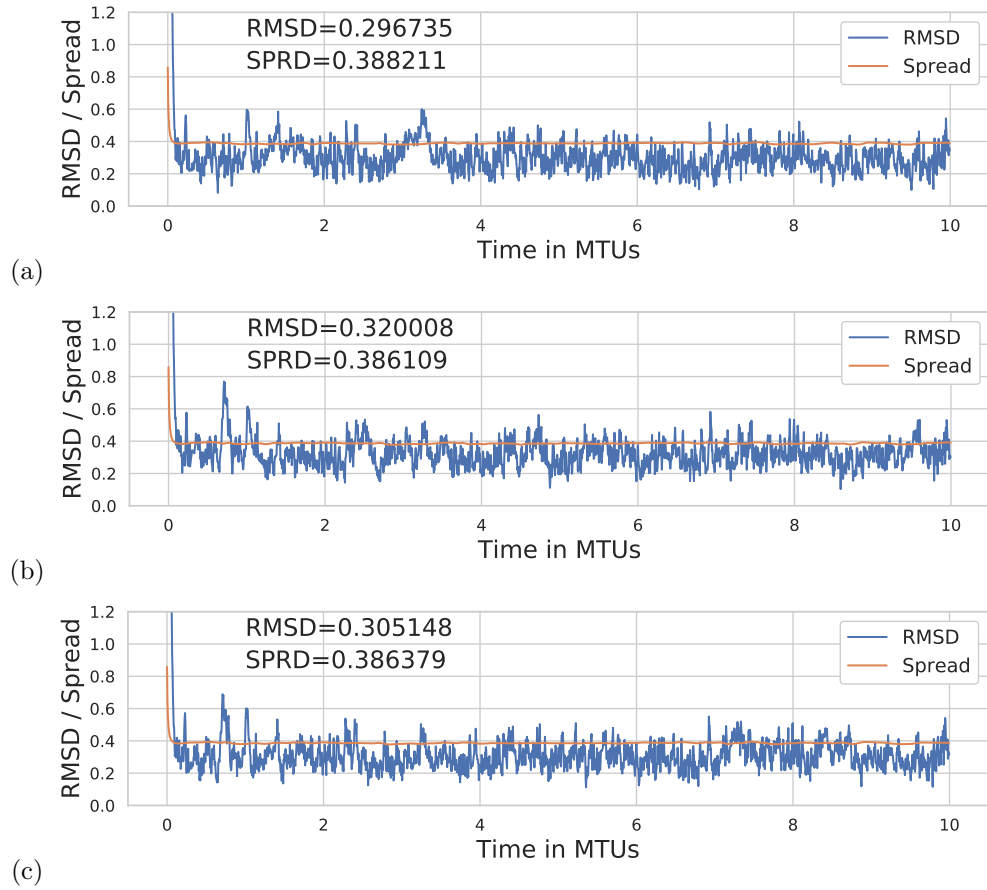 1.2
RMSD=0.296735
RMSD
1.0
SPRD=0.388211
Spread
0.8
0.6
0.4
0.2
0.0
RMSD / Spread
0 2 4 6 8 10
Time in MTUs
(a)
1.2
RMSD=0.320008
RMSD
1.0
SPRD=0.386109
Spread
0.8
0.6
0.4
0.2
0.0
RMSD / Spread
0 2 4 6 8 10
Time in MTUs
(b)
1.2
RMSD=0.305148
RMSD
1.0
SPRD=0.386379
Spread
0.8
0.6
0.4
0.2
0.0
RMSD / Spread
0 2 4 6 8 10
Time in MTUs
(c)